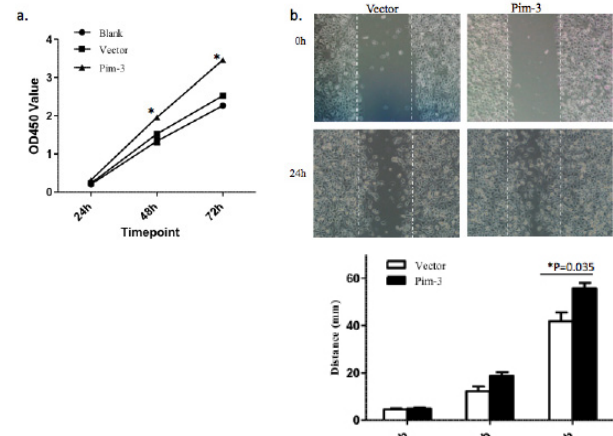 a.
Blank
Vector
Pim-3
4
3
2
1
0
OD450 Value
*
*
24h
48h
72h
Timepoint
b.
Vector
Pim-3
0h
24h
Vector
Pim-3
*P=0.035
60
40
20
0
Distance (mm)